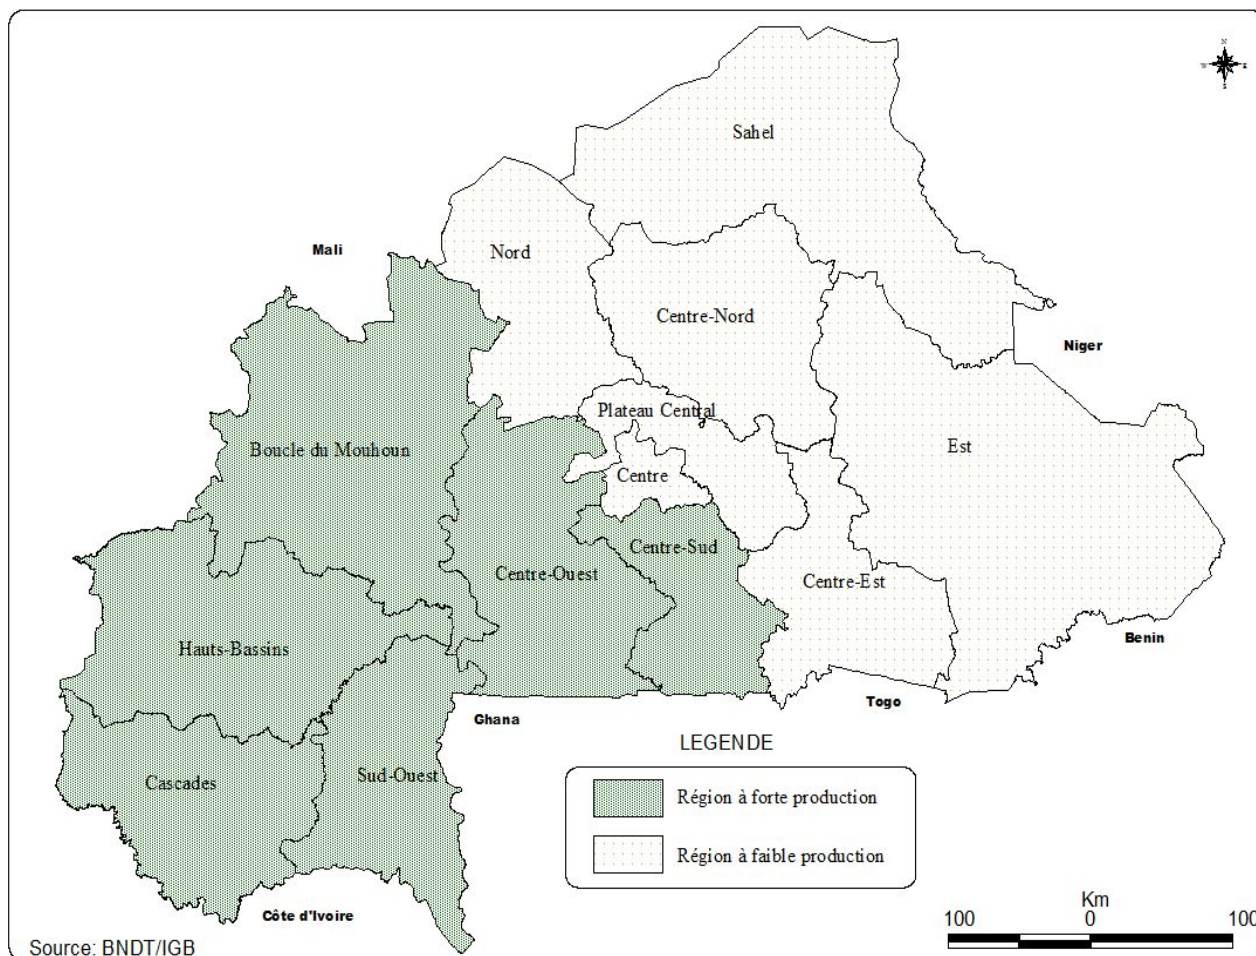 Sahel
Mali
Nord
Centre-Nord
Niger
Plateau Central
Boucle du Mouhoun
Est
Centre
Centre-Sud
Centre-Ouest
Centre-Est
Hauts-Bassins
Benin
Togo
Ghana
Cascades
Sud-Ouest
LEGENDE
Région à forte production
Région à faible production
Côte d'Ivoire
Km
100 0 100
Source: BNDT/IGB